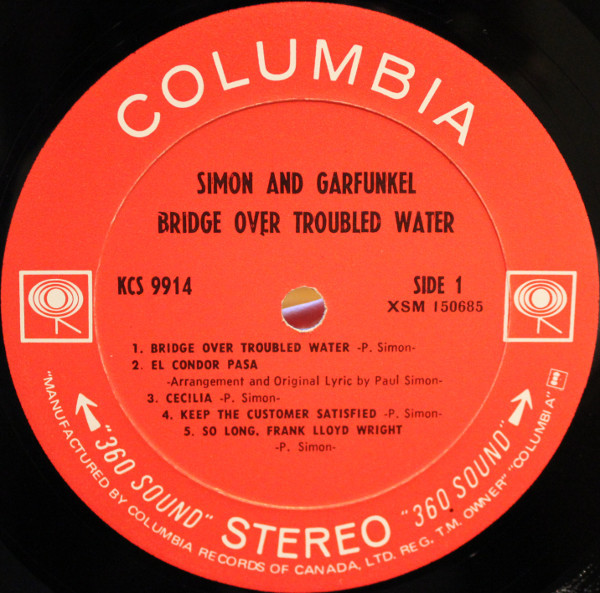 COLUMBIA
SIMON AND GARFUNKEL
BRIDGE OVER TROUBLED WATER
KCS 9914
SIDE 1
XSM 150685
1. BRIDGE OVER TROUBLED WATER -P. Simon-
2. EL CONDOR PASA
-Arrangement and Original Lyric by Paul Simon-
3. CECILIA -P. Simon-
4. KEEP THE CUSTOMER SATISFIED -P. Simon-
5. SO LONG, FRANK LLOYD WRIGHT
-P. Simon-
"360 SOUND" STEREO "360 SOUND"
"MANUFACTURED BY COLUMBIA RECORDS OF CANADA, LTD. REG. T.M. OWNER" "COLUMBIA"